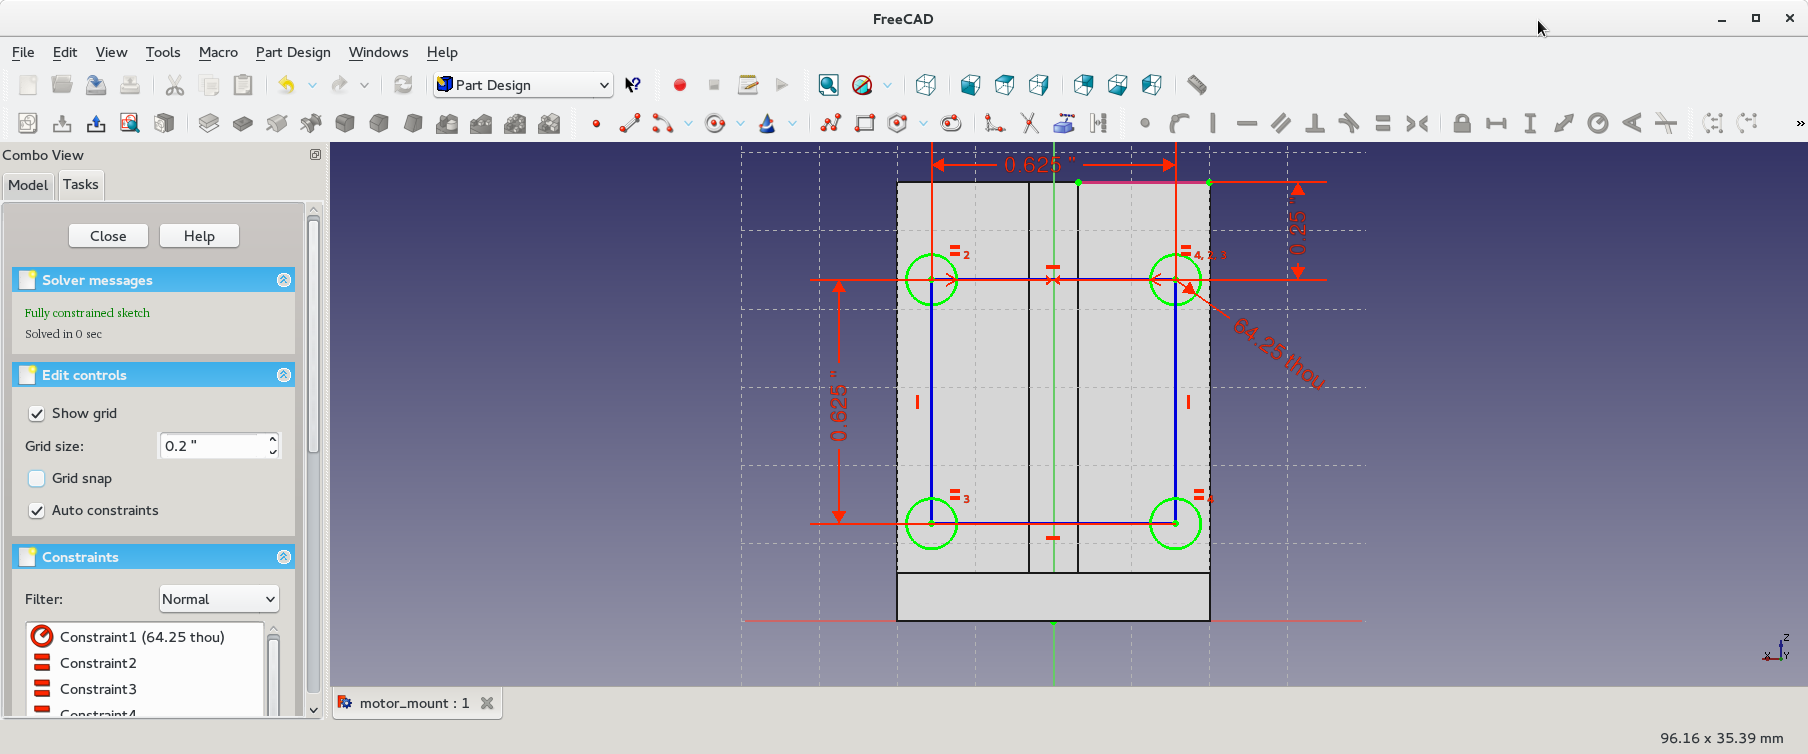 FreeCAD
File Edit View Tools Macro Part Design Windows Help
Part Design
Combo View
Model Tasks
Close Help
Solver messages
Fully constrained sketch
Solved in 0 sec
Edit controls
Show grid
Grid size: 0.2 "
Grid snap
Auto constraints
Constraints
Filter: Normal
Constraint1 (64.25 thou)
Constraint2
Constraint3
Constraint4
0.625 "
0.25 "
2
4, 2, 3
64.25 thou
0.625 "
3
4
Z
X Y
motor_mount : 1
96.16 x 35.39 mm